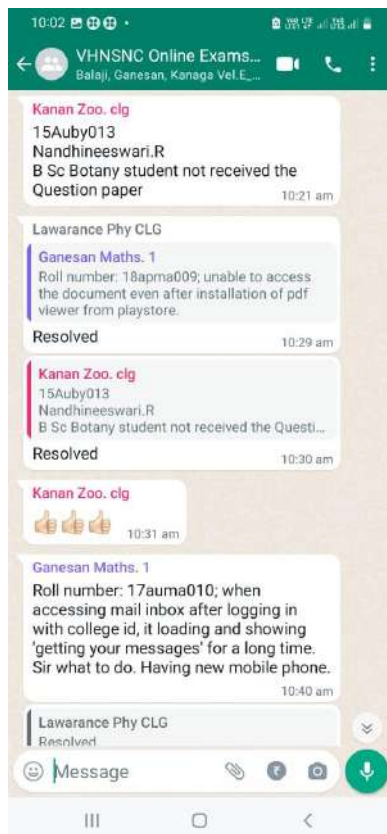 10:02
VHNSNC Online Exams...
Balaji, Ganesan, Kanaga Vel.E,...
Kanan Zoo. clg
15Auby013
Nandhineeswari.R
B Sc Botany student not received the
Question paper
10:21 am
Lawarance Phy CLG
Ganesan Maths. 1
Roll number: 18apma009; unable to access
the document even after installation of pdf
viewer from playstore.
Resolved
10:29 am
Kanan Zoo. clg
15Auby013
Nandhineeswari.R
B Sc Botany student not received the Questi...
Resolved
10:30 am
Kanan Zoo. clg
👍🏻👍🏻👍🏻
10:31 am
Ganesan Maths. 1
Roll number: 17auma010; when
accessing mail inbox after logging in
with college id, it loading and showing
'getting your messages' for a long time.
Sir what to do. Having new mobile phone.
10:40 am
Lawarance Phy CLG
Resolved
Message